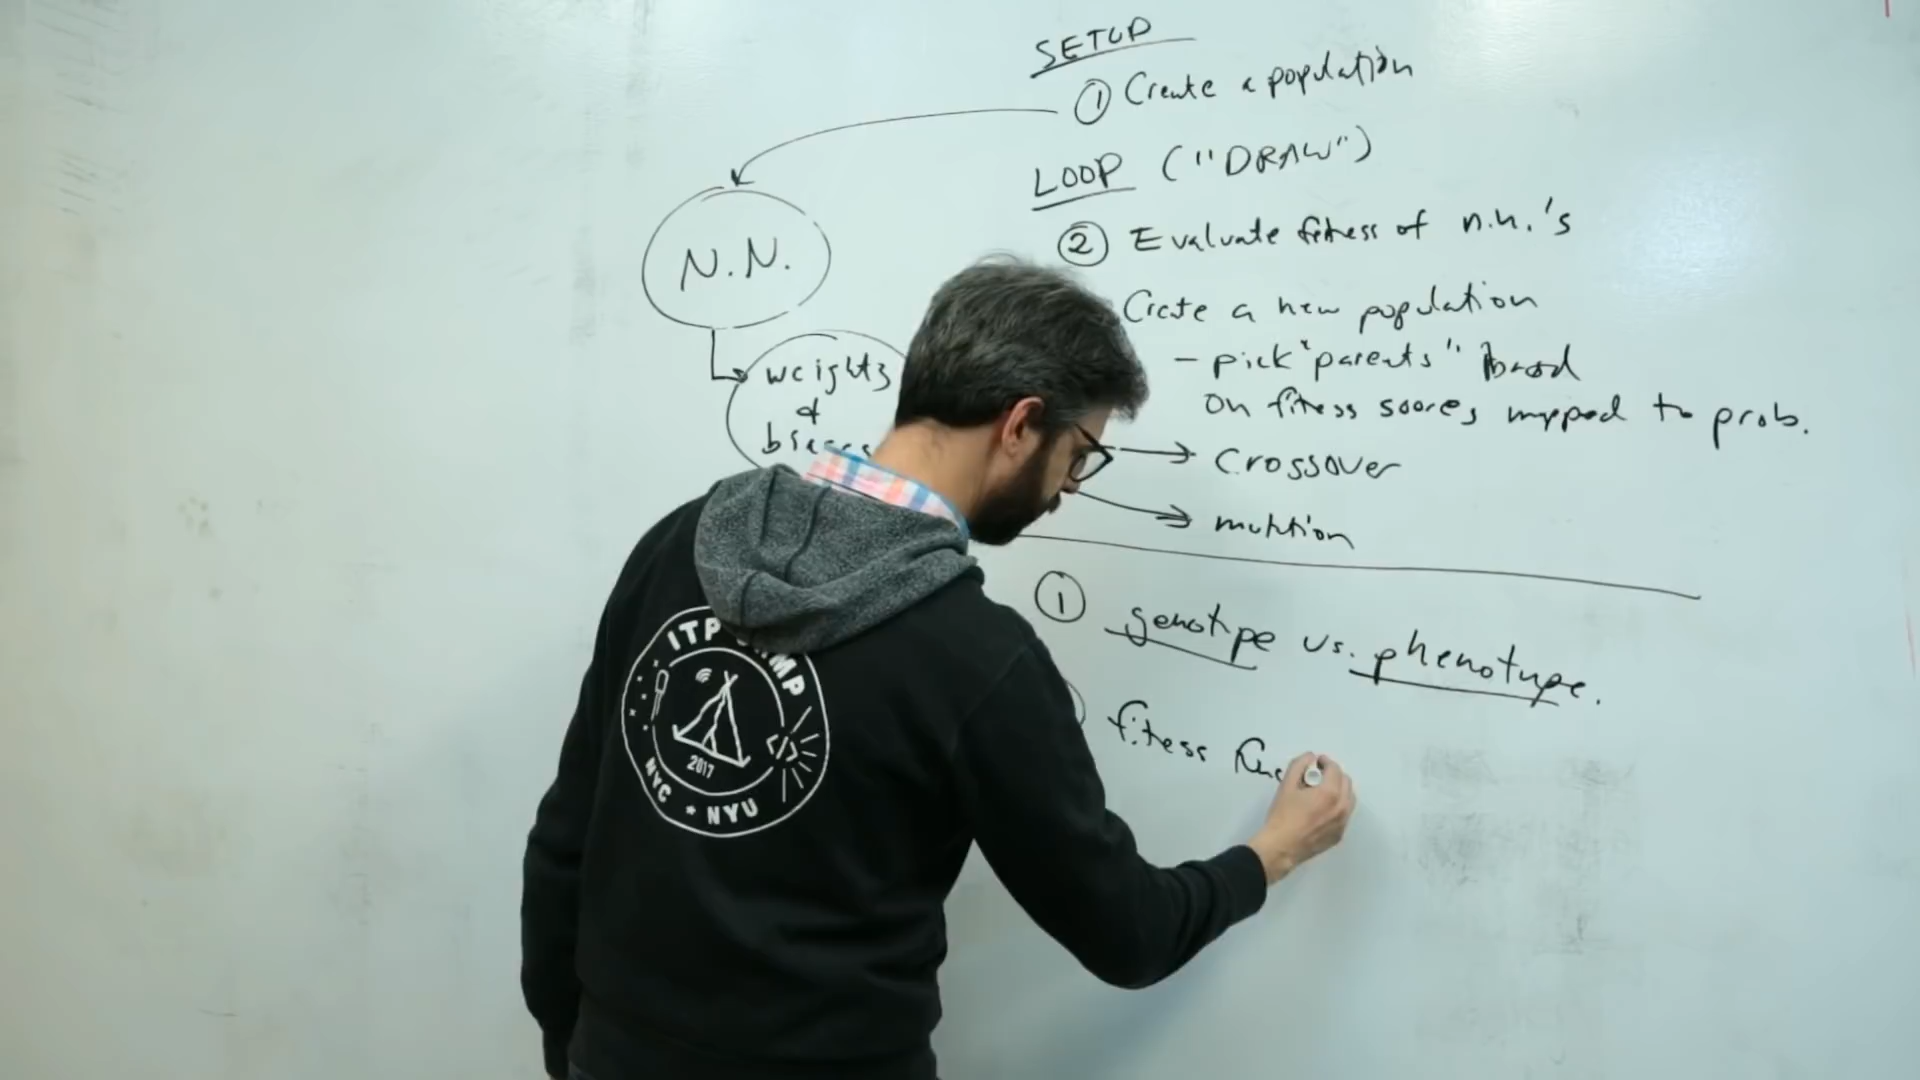 SETUP
① Create a population
LOOP ("DRAW")
② Evaluate fitness of n.n.'s
Create a new population
- pick "parents" based
on fitness scores mapped to prob.
→ crossover
→ mutation
N.N.
weights
&
biases
① genotype vs. phenotype.
fitness func
ITP CAMP
</>
2017
NYC * NYU